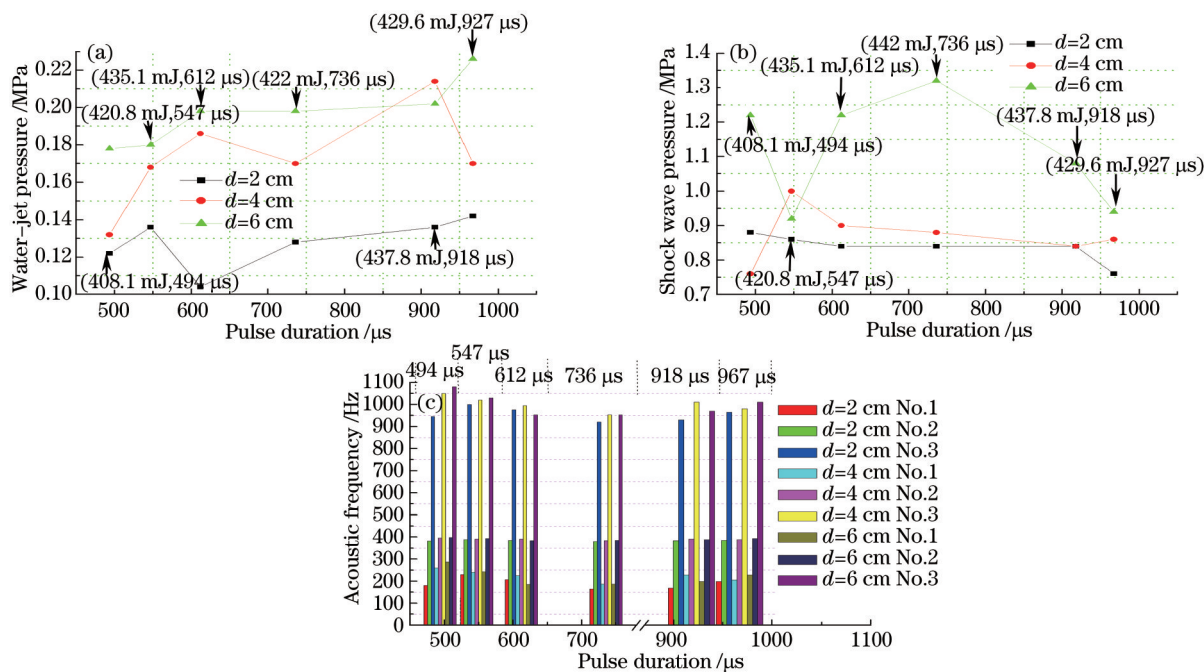 (a)
Water-jet pressure /MPa
0.22
0.20
0.18
0.16
0.14
0.12
0.10
(429.6 mJ,927 μs)
(435.1 mJ,612 μs)
(422 mJ,736 μs)
(420.8 mJ,547 μs)
d=2 cm
d=4 cm
d=6 cm
(408.1 mJ,494 μs)
(437.8 mJ,918 μs)
500 600 700 800 900 1000
Pulse duration /μs
(b)
Shock wave pressure /MPa
1.4
1.3
1.2
1.1
1.0
0.9
0.8
0.7
(442 mJ,736 μs)
d=2 cm
d=4 cm
d=6 cm
(435.1 mJ,612 μs)
(437.8 mJ,918 μs)
(408.1 mJ,494 μs)
(429.6 mJ,927 μs)
(420.8 mJ,547 μs)
500 600 700 800 900 1000
Pulse duration /μs
(c)
Acoustic frequency /Hz
1100
1000
900
800
700
600
500
400
300
200
100
0
494 μs
547 μs
612 μs
736 μs
918 μs
967 μs
d=2 cm No.1
d=2 cm No.2
d=2 cm No.3
d=4 cm No.1
d=4 cm No.2
d=4 cm No.3
d=6 cm No.1
d=6 cm No.2
d=6 cm No.3
500 600 700 900 1000 1100
Pulse duration /μs